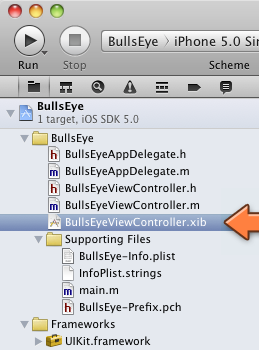 BullsEye › iPhone 5.0 Sir
Run
Stop
Scheme
BullsEye
1 target, iOS SDK 5.0
BullsEye
BullsEyeAppDelegate.h
BullsEyeAppDelegate.m
BullsEyeViewController.h
BullsEyeViewController.m
BullsEyeViewController.xib
Supporting Files
BullsEye-Info.plist
InfoPlist.strings
main.m
BullsEye-Prefix.pch
Frameworks
UIKit.framework